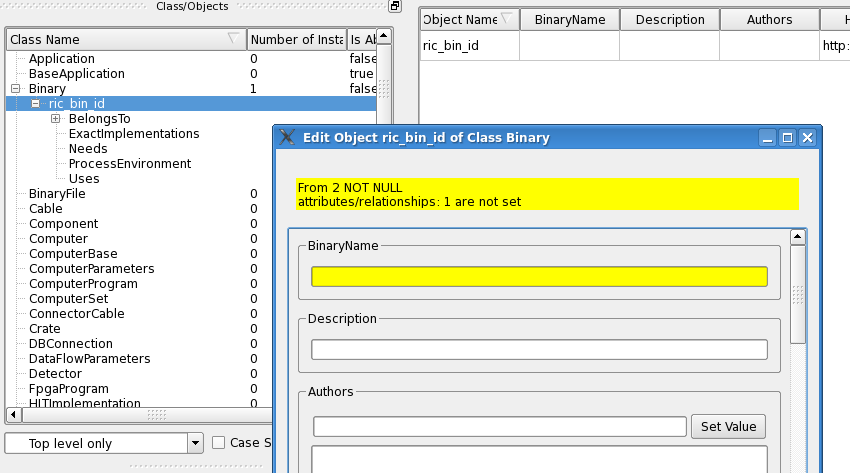 Class/Objects
Class Name Number of Insta Is Ab
Application 0 false
BaseApplication 0 true
Binary 1 false
ric_bin_id
BelongsTo
ExactImplementations
Needs
ProcessEnvironment
Uses
BinaryFile 0
Cable 0
Component 0
Computer 0
ComputerBase 0
ComputerParameters 0
ComputerProgram 0
ComputerSet 0
ConnectorCable 0
Crate 0
DBConnection 0
DataFlowParameters 0
Detector 0
FpgaProgram 0
HLTImplementation 0
Top level only Case S
Object Name BinaryName Description Authors H
ric_bin_id http:
Edit Object ric_bin_id of Class Binary
From 2 NOT NULL
attributes/relationships: 1 are not set
BinaryName
Description
Authors
Set Value